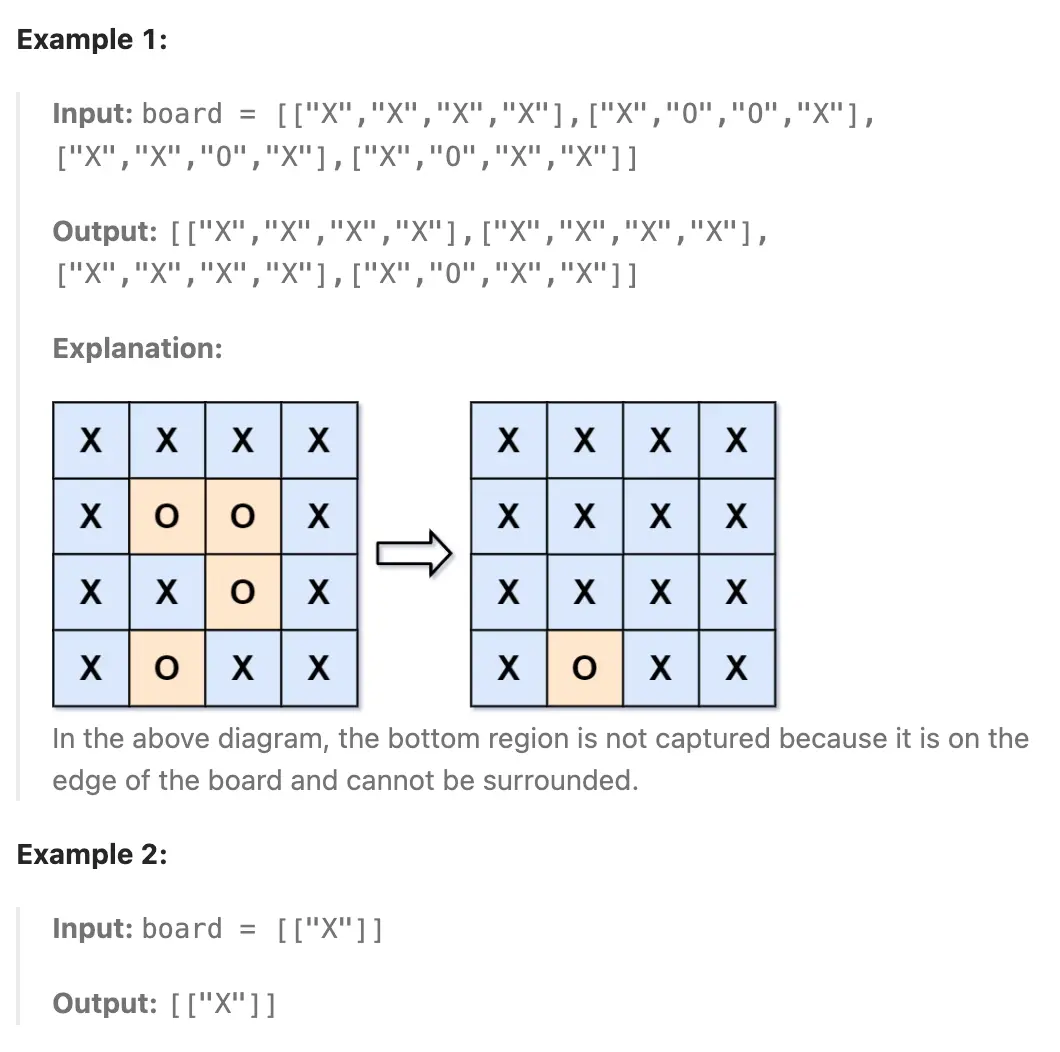 Example 1:
Input: board = [["X","X","X","X"],["X","O","O","X"],
["X","X","O","X"],["X","O","X","X"]]
Output: [["X","X","X","X"],["X","X","X","X"],
["X","X","X","X"],["X","O","X","X"]]
Explanation:
X X X X X X X X
X O O X X X X X
X X O X X X X X
X O X X X O X X
In the above diagram, the bottom region is not captured because it is on the
edge of the board and cannot be surrounded.
Example 2:
Input: board = [["X"]]
Output: [["X"]]